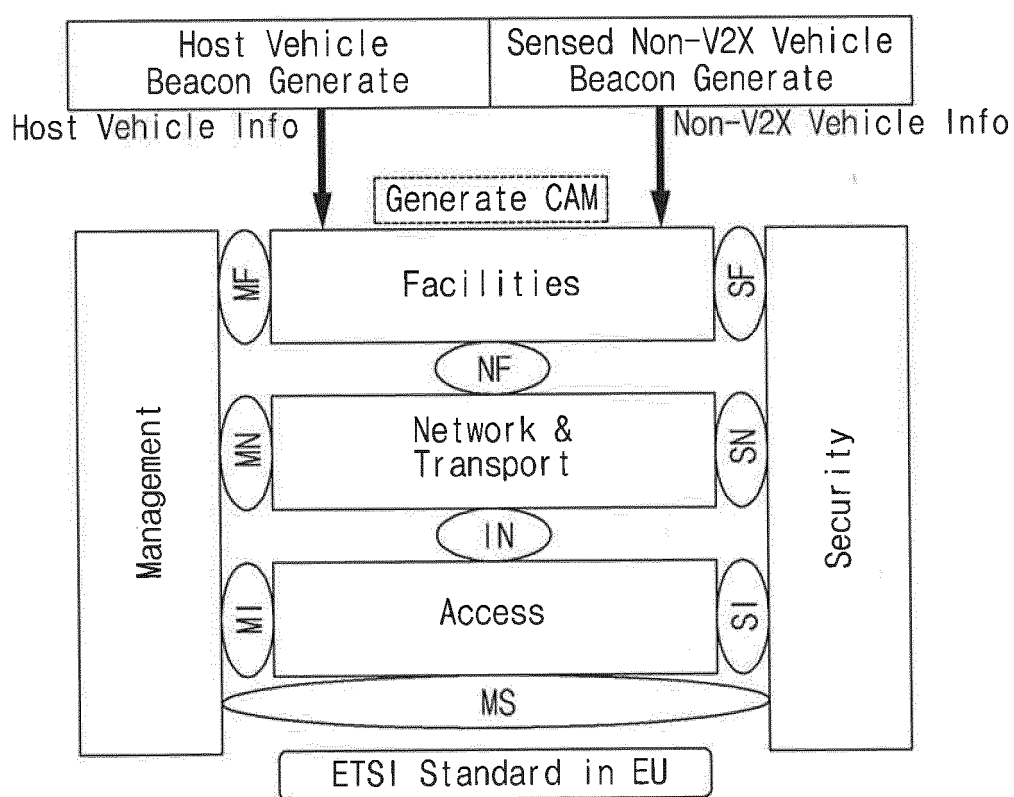 Host Vehicle
Beacon Generate
Sensed Non-V2X Vehicle
Beacon Generate
Host Vehicle Info
Non-V2X Vehicle Info
Generate CAM
MF
Facilities
SF
NF
Management
MN
Network &
Transport
SN
Security
IN
MI
Access
SI
MS
ETSI Standard in EU